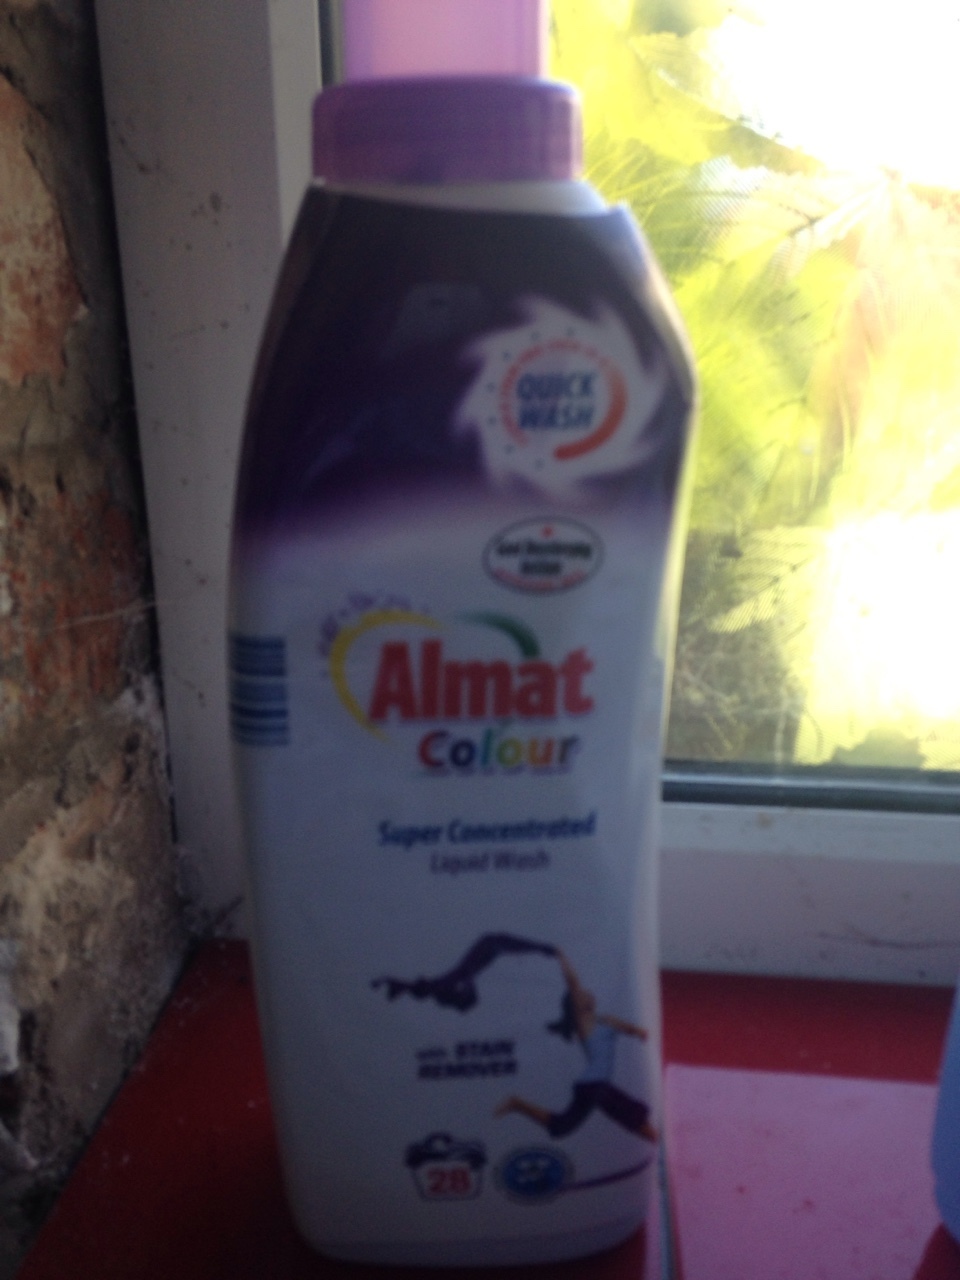 QUICK
WASH
Almat
Colour
Super Concentrated
Liquid Wash
with STAIN
REMOVER
28